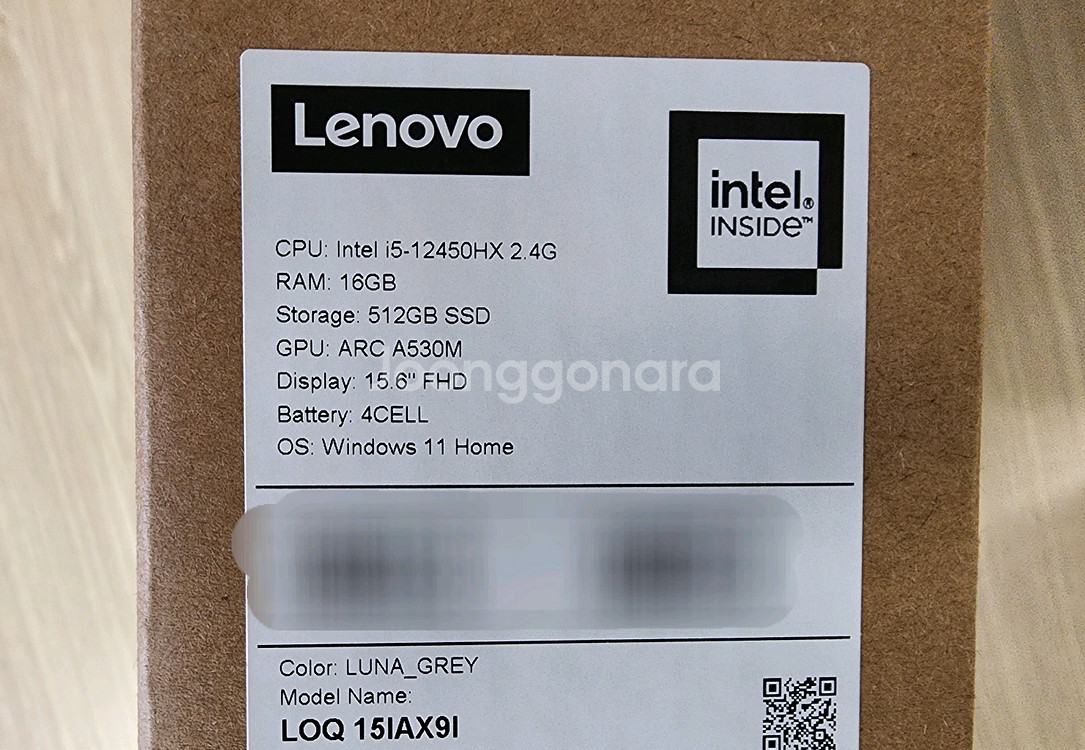 Lenovo
intel®
INSIDE™
CPU: Intel i5-12450HX 2.4G
RAM: 16GB
Storage: 512GB SSD
GPU: ARC A530M
Display: 15.6" FHD
joonggonara
Battery: 4CELL
OS: Windows 11 Home
Color: LUNA_GREY
Model Name:
LOQ 15IAX9I